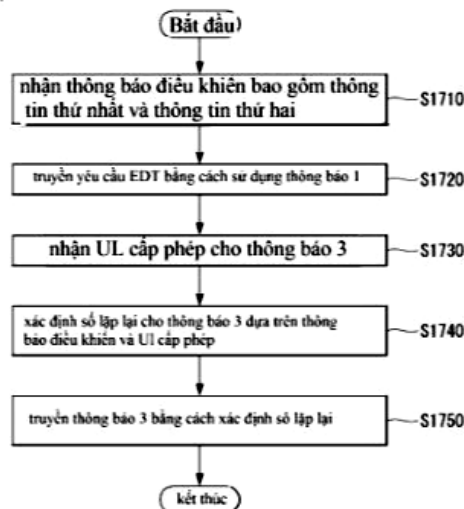 Bắt đầu)
nhận thông báo điều khiên bao gồm thông
tin thứ nhất và thông tin thứ hai
S1710
truyền yêu cầu EDT bằng cách sử dụng thông báo 1
S1720
nhận UL cấp phép cho thông báo 3
S1730
xác định số lặp lại cho thông báo 3 dựa trên thông
báo điều khiển và Ul cấp phép
S1740
truyền thông báo 3 bằng cách xác định số lặp lại
S1750
kết thúc